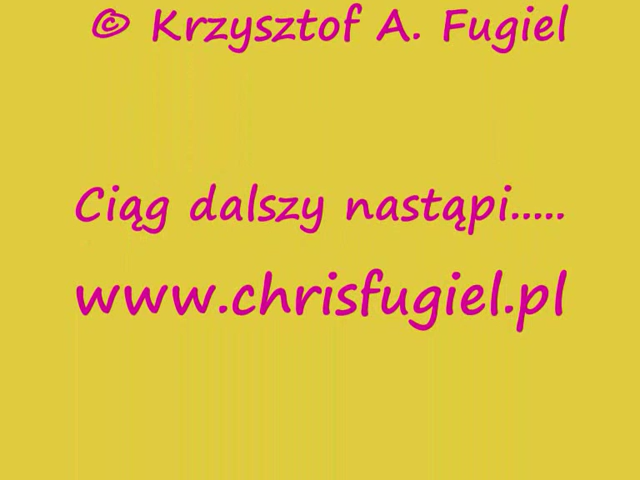 © Krzysztof A. Fugiel
Ciąg dalszy nastąpi.....
www.chrisfugiel.pl